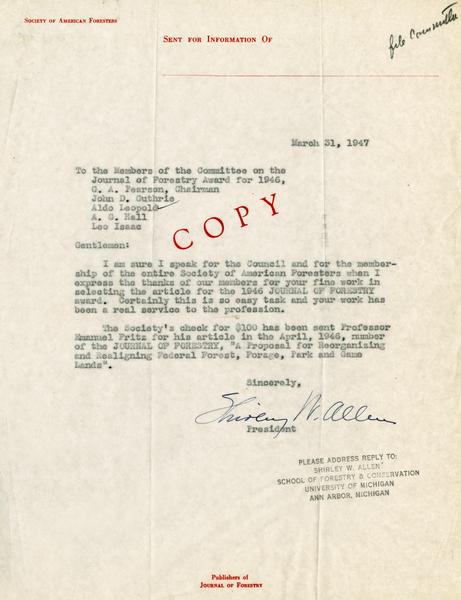 SOCIETY OF AMERICAN FORESTERS
SENT FOR INFORMATION OF
file Committee
March 31, 1947
To the Members of the Committee on the
Journal of Forestry Award for 1946,
G. A. Pearson, Chairman
John D. Guthrie
Aldo Leopold
A. G. Hall
Leo Isaac
COPY
Gentlemen:
I am sure I speak for the Council and for the member-
ship of the entire Society of American Foresters when I
express the thanks of our members for your fine work in
selecting the article for the 1946 JOURNAL OF FORESTRY
award. Certainly this is so easy task and your work has
been a real service to the profession.
The Society's check for $100 has been sent Professor
Emanuel Fritz for his article in the April, 1946, number
of the JOURNAL OF FORESTRY, "A Proposal for Reorganizing
and Realigning Federal Forest, Forage, Park and Game
Lands".
Sincerely,
Shirley W. Allen
President
PLEASE ADDRESS REPLY TO:
SHIRLEY W. ALLEN
SCHOOL OF FORESTRY & CONSERVATION
UNIVERSITY OF MICHIGAN
ANN ARBOR, MICHIGAN
Publishers of
JOURNAL OF FORESTRY